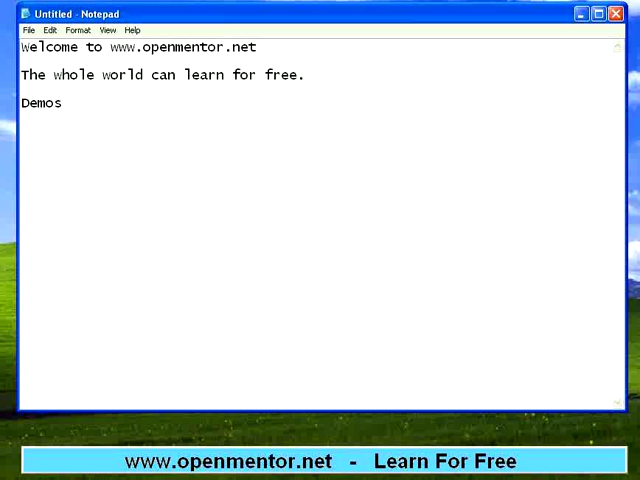 Untitled - Notepad
File Edit Format View Help
Welcome to www.openmentor.net
The whole world can learn for free.
Demos
www.openmentor.net - Learn For Free